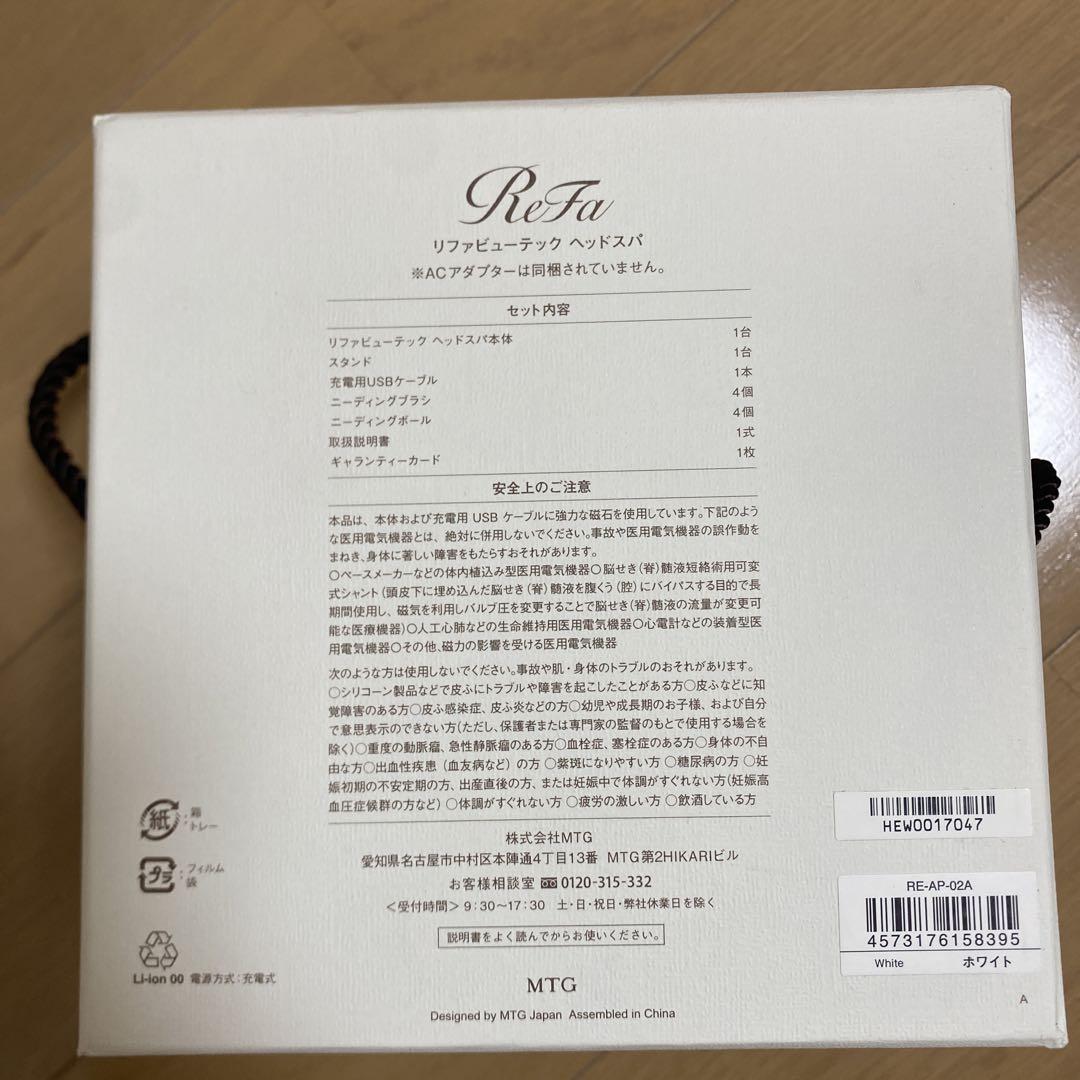 ReFa
リファビューテック ヘッドスパ
※ACアダプターは同梱されていません。
セット内容
リファビューテック ヘッドスパ本体 1台
スタンド 1台
充電用USBケーブル 1本
ニーディングブラシ 4個
ニーディングボール 4個
取扱説明書 1式
ギャランティーカード 1枚
安全上のご注意
本品は、本体および充電用 USB ケーブルに強力な磁石を使用しています。下記のよう
な医用電気機器とは、絶対に併用しないでください。事故や医用電気機器の誤作動を
まねき、身体に著しい障害をもたらすおそれがあります。
○ペースメーカーなどの体内植込み型医用電気機器○脳せき(脊)髄液短絡術用可変
式シャント(頭皮下に埋め込んだ脳せき(脊)髄液を腹くう(腔)にバイパスする目的で長
期間使用し、磁気を利用しバルブ圧を変更することで脳せき(脊)髄液の流量が変更可
能な医療機器)○人工心肺などの生命維持用医用電気機器○心電計などの装着型医
用電気機器○その他、磁力の影響を受ける医用電気機器
次のような方は使用しないでください。事故や肌・身体のトラブルのおそれがあります。
○シリコーン製品などで皮ふにトラブルや障害を起こしたことがある方○皮ふなどに知
覚障害のある方○皮ふ感染症、皮ふ炎などの方○幼児や成長期のお子様、および自分
で意思表示のできない方(ただし、保護者または専門家の監督のもとで使用する場合を
除く)○重度の動脈瘤、急性静脈瘤のある方○血栓症、塞栓症のある方○身体の不自
由な方○出血性疾患(血友病など)の方○紫斑になりやすい方○糖尿病の方○妊
娠初期の不安定期の方、出産直後の方、または妊娠中で体調がすぐれない方(妊娠高
血圧症候群の方など)○体調がすぐれない方○疲労の激しい方○飲酒している方
株式会社MTG
愛知県名古屋市中村区本陣通4丁目13番 MTG第2HIKARIビル
お客様相談室 0120-315-332
<受付時間> 9:30〜17:30 土・日・祝日・弊社休業日を除く
説明書をよく読んでからお使いください。
MTG
Designed by MTG Japan Assembled in China
紙 : 箱
トレー
プラ : フィルム
袋
Li-ion 00 電源方式:充電式
HEW0017047
RE-AP-02A
4573176158395
White ホワイト
A